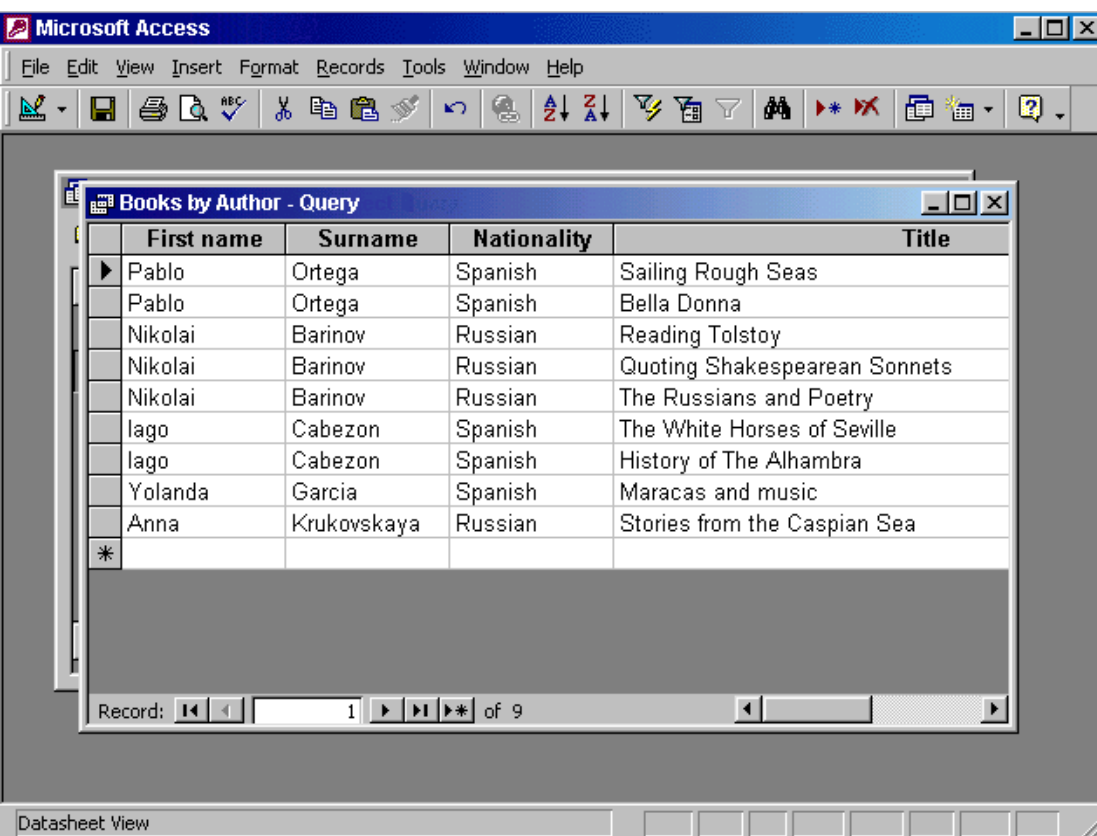 Microsoft Access
File Edit View Insert Format Records Tools Window Help
Books by Author - Query
First name Surname Nationality Title
Pablo Ortega Spanish Sailing Rough Seas
Pablo Ortega Spanish Bella Donna
Nikolai Barinov Russian Reading Tolstoy
Nikolai Barinov Russian Quoting Shakespearean Sonnets
Nikolai Barinov Russian The Russians and Poetry
Iago Cabezon Spanish The White Horses of Seville
Iago Cabezon Spanish History of The Alhambra
Yolanda Garcia Spanish Maracas and music
Anna Krukovskaya Russian Stories from the Caspian Sea
Record: 1 of 9
Datasheet View